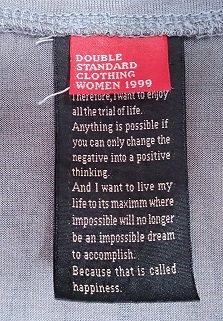 DOUBLE
STANDARD
CLOTHING
WOMEN 1999
Therefore, I want to enjoy
all the trial of life.
Anything is possible if
you can only change the
negative into a positive
thinking.
And I want to live my
life to its maximm where
impossible will no longer
be an impossible dream
to accomplish.
Because that is called
happiness.